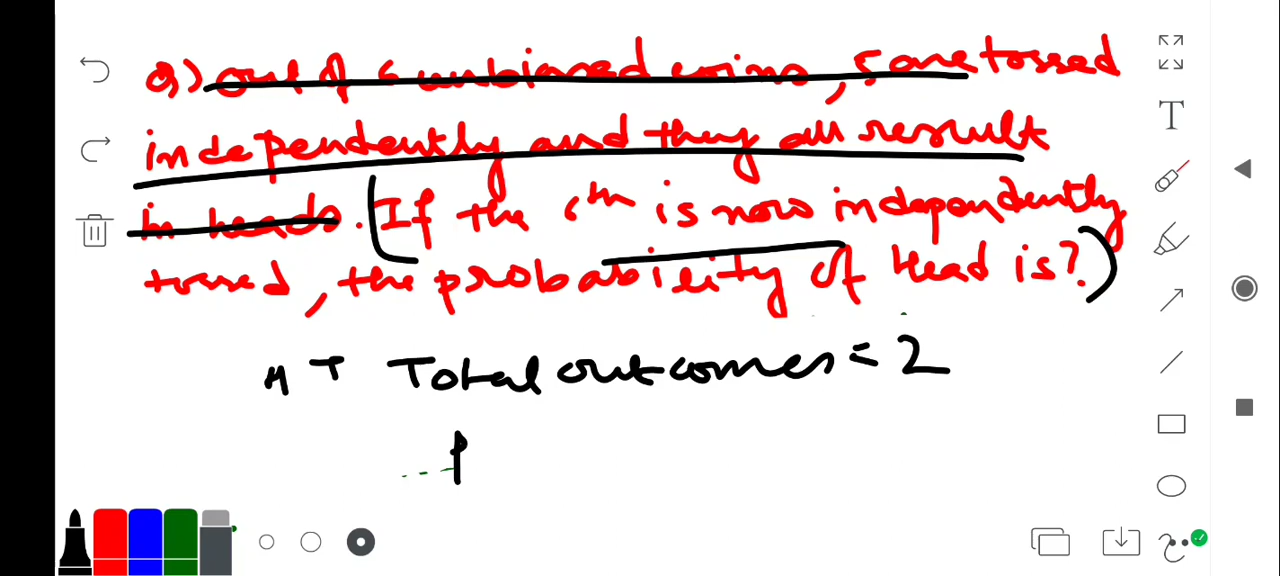 Q) out of 6 unbiased coins, 5 are tossed
independently and they all result
in heads. (If the 6th is now independently
tossed, the probability of Head is?)
H T Total outcomes = 2
P
T